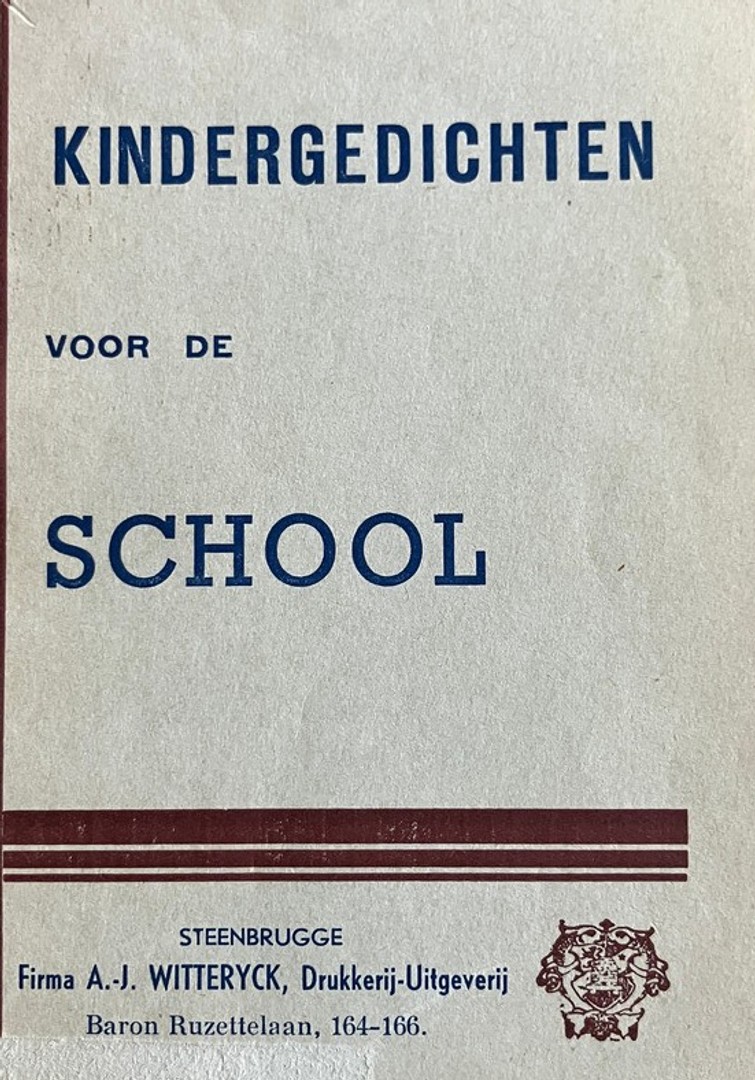 KINDERGEDICHTEN
VOOR DE
SCHOOL
STEENBRUGGE
Firma A.-J. WITTERYCK, Drukkerij-Uitgeverij
Baron Ruzettelaan, 164-166.